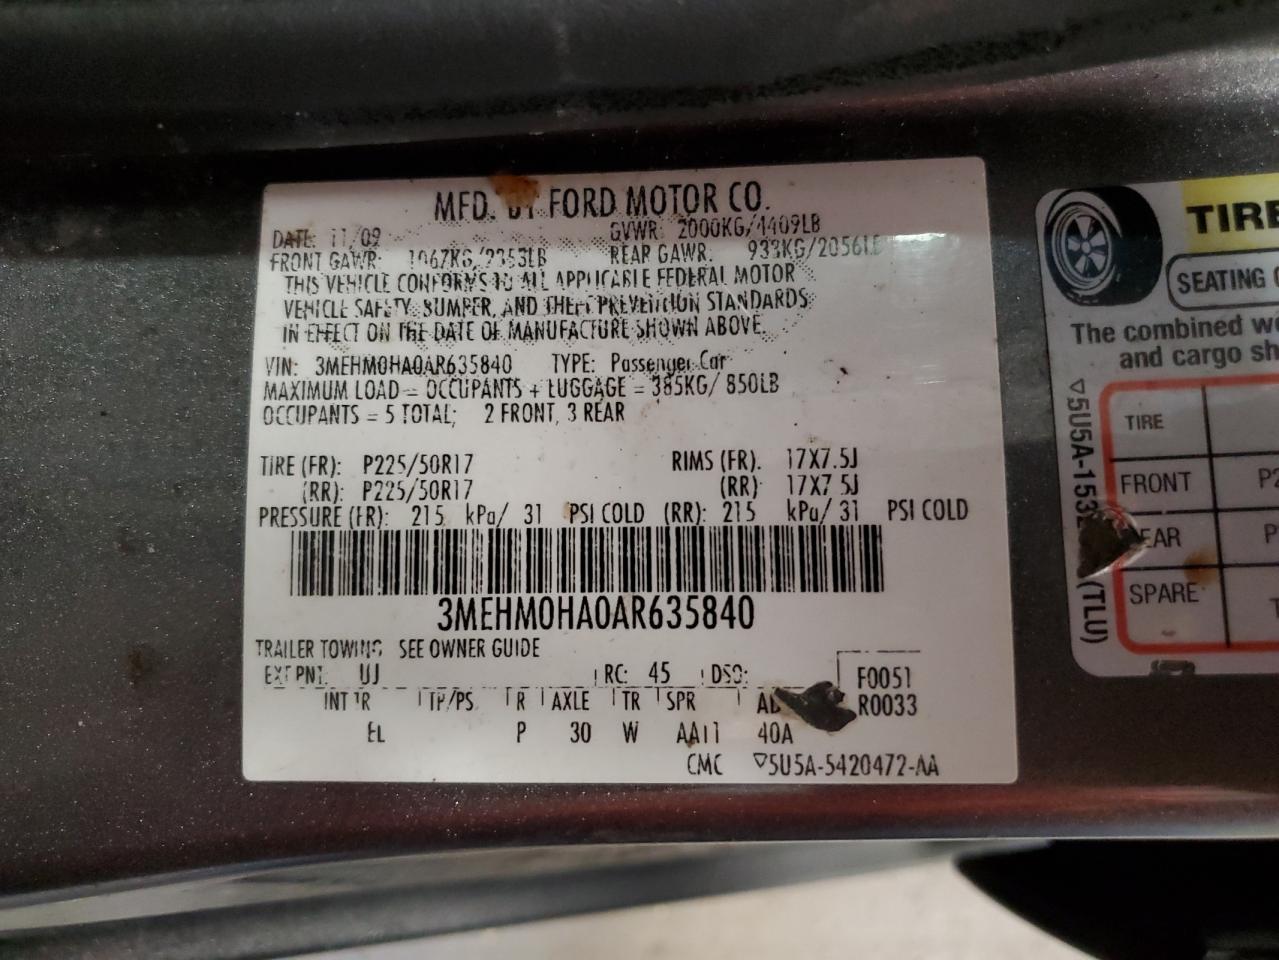 MFD. BY FORD MOTOR CO.
DATE: 11/09 GVWR: 2000KG/4409LB
FRONT GAWR: 1067KG/2353LB REAR GAWR: 933KG/2056LB
THIS VEHICLE CONFORMS TO ALL APPLICABLE FEDERAL MOTOR
VEHICLE SAFETY, BUMPER, AND THEFT PREVENTION STANDARDS
IN EFFECT ON THE DATE OF MANUFACTURE SHOWN ABOVE.
VIN: 3MEHM0HA0AR635840 TYPE: Passenger Car
MAXIMUM LOAD = OCCUPANTS + LUGGAGE = 385KG/ 850LB
OCCUPANTS = 5 TOTAL; 2 FRONT, 3 REAR
TIRE (FR): P225/50R17 RIMS (FR). 17X7.5J
(RR): P225/50R17 (RR) 17X7.5J
PRESSURE (FR): 215 kPa/ 31 PSI COLD (RR): 215 kPa/ 31 PSI COLD
3MEHM0HA0AR635840
TRAILER TOWING SEE OWNER GUIDE
EXT PNT: UJ RC: 45 DSO: F0051
INT TR TP/PS R AXLE TR SPR R0033
EL P 30 W AA11 40A
CMC ▽5U5A-5420472-AA
TIRE
SEATING
The combined
and cargo
TIRE
FRONT
REAR
SPARE
(TLU)